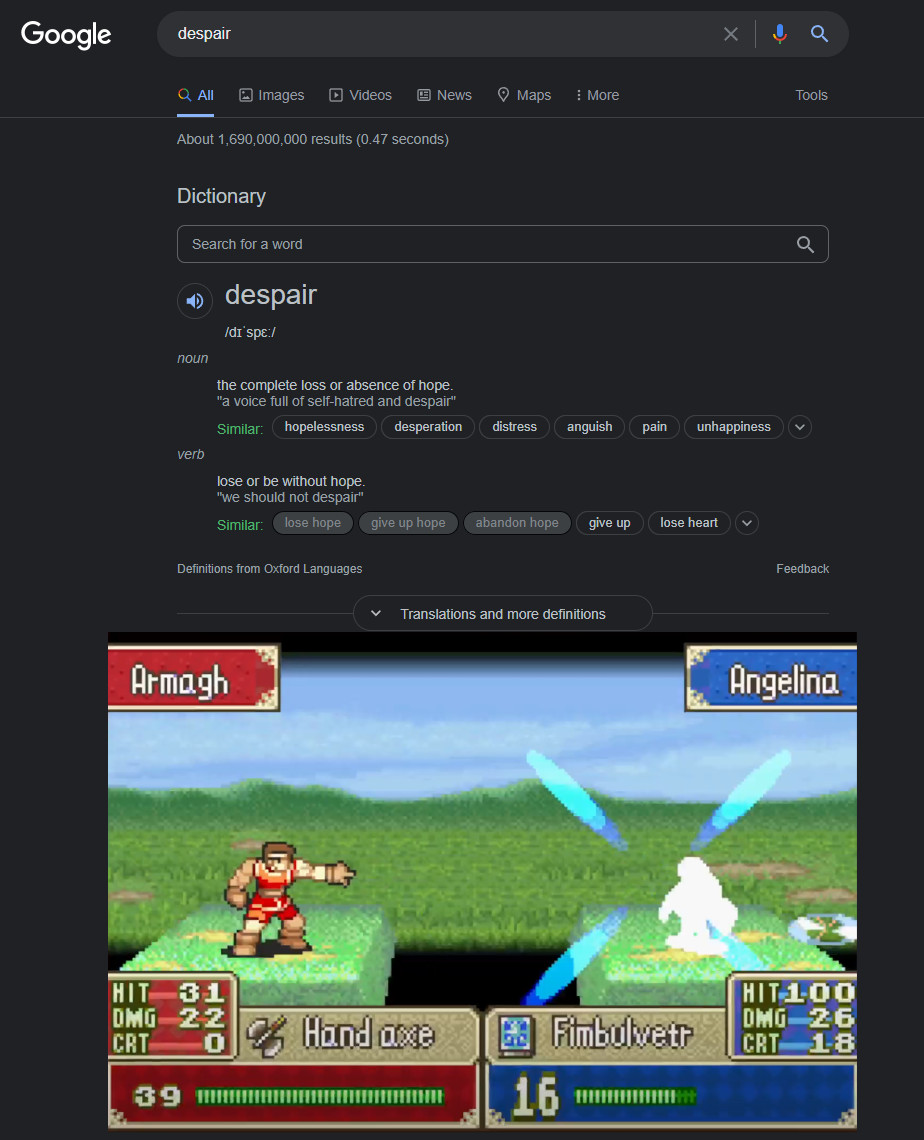 Google
despair
All Images Videos News Maps More Tools
About 1,690,000,000 results (0.47 seconds)
Dictionary
Search for a word
despair
/dɪˈspɛː/
noun
the complete loss or absence of hope.
"a voice full of self-hatred and despair"
Similar: hopelessness desperation distress anguish pain unhappiness
verb
lose or be without hope.
"we should not despair"
Similar: lose hope give up hope abandon hope give up lose heart
Definitions from Oxford Languages Feedback
Translations and more definitions
Armagh Angelina
HIT 31 HIT 100
DMG 22 Hand axe Fimbulvetr DMG 26
CRT 0 CRT 18
39 16